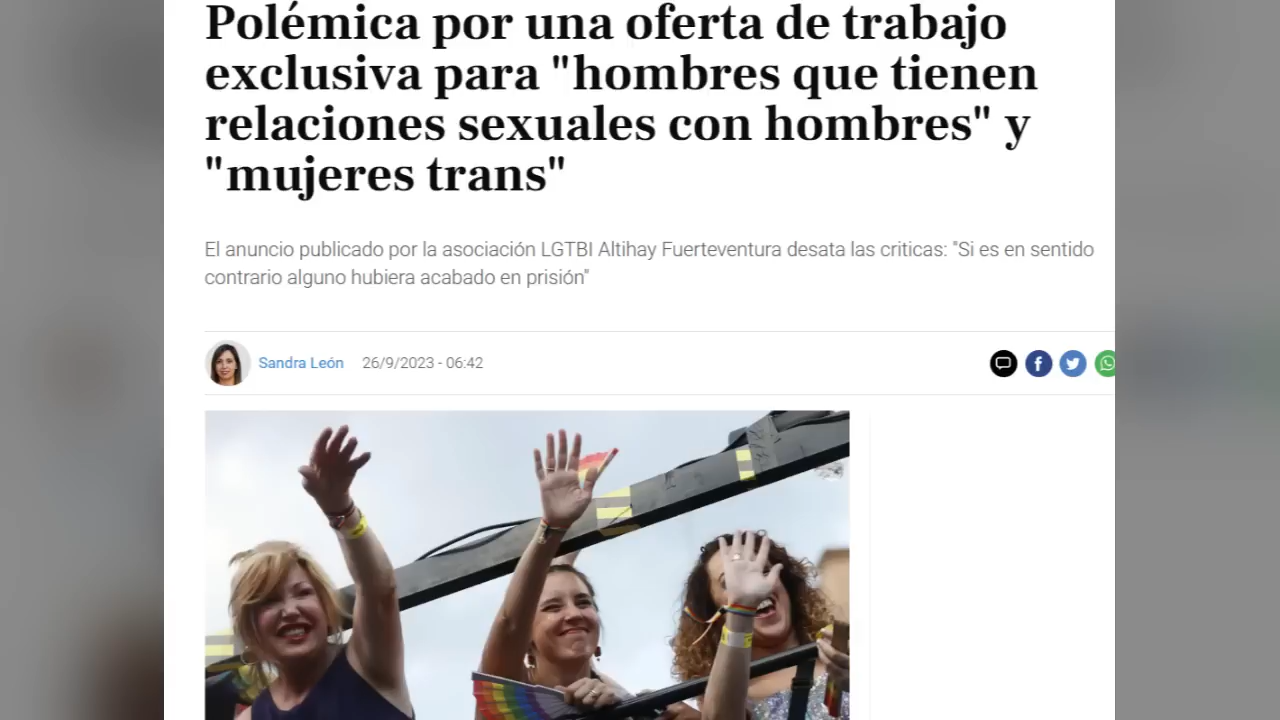 Polémica por una oferta de trabajo
exclusiva para "hombres que tienen
relaciones sexuales con hombres" y
"mujeres trans"
El anuncio publicado por la asociación LGTBI Altihay Fuerteventura desata las criticas: "Si es en sentido
contrario alguno hubiera acabado en prisión"
Sandra León 26/9/2023 - 06:42